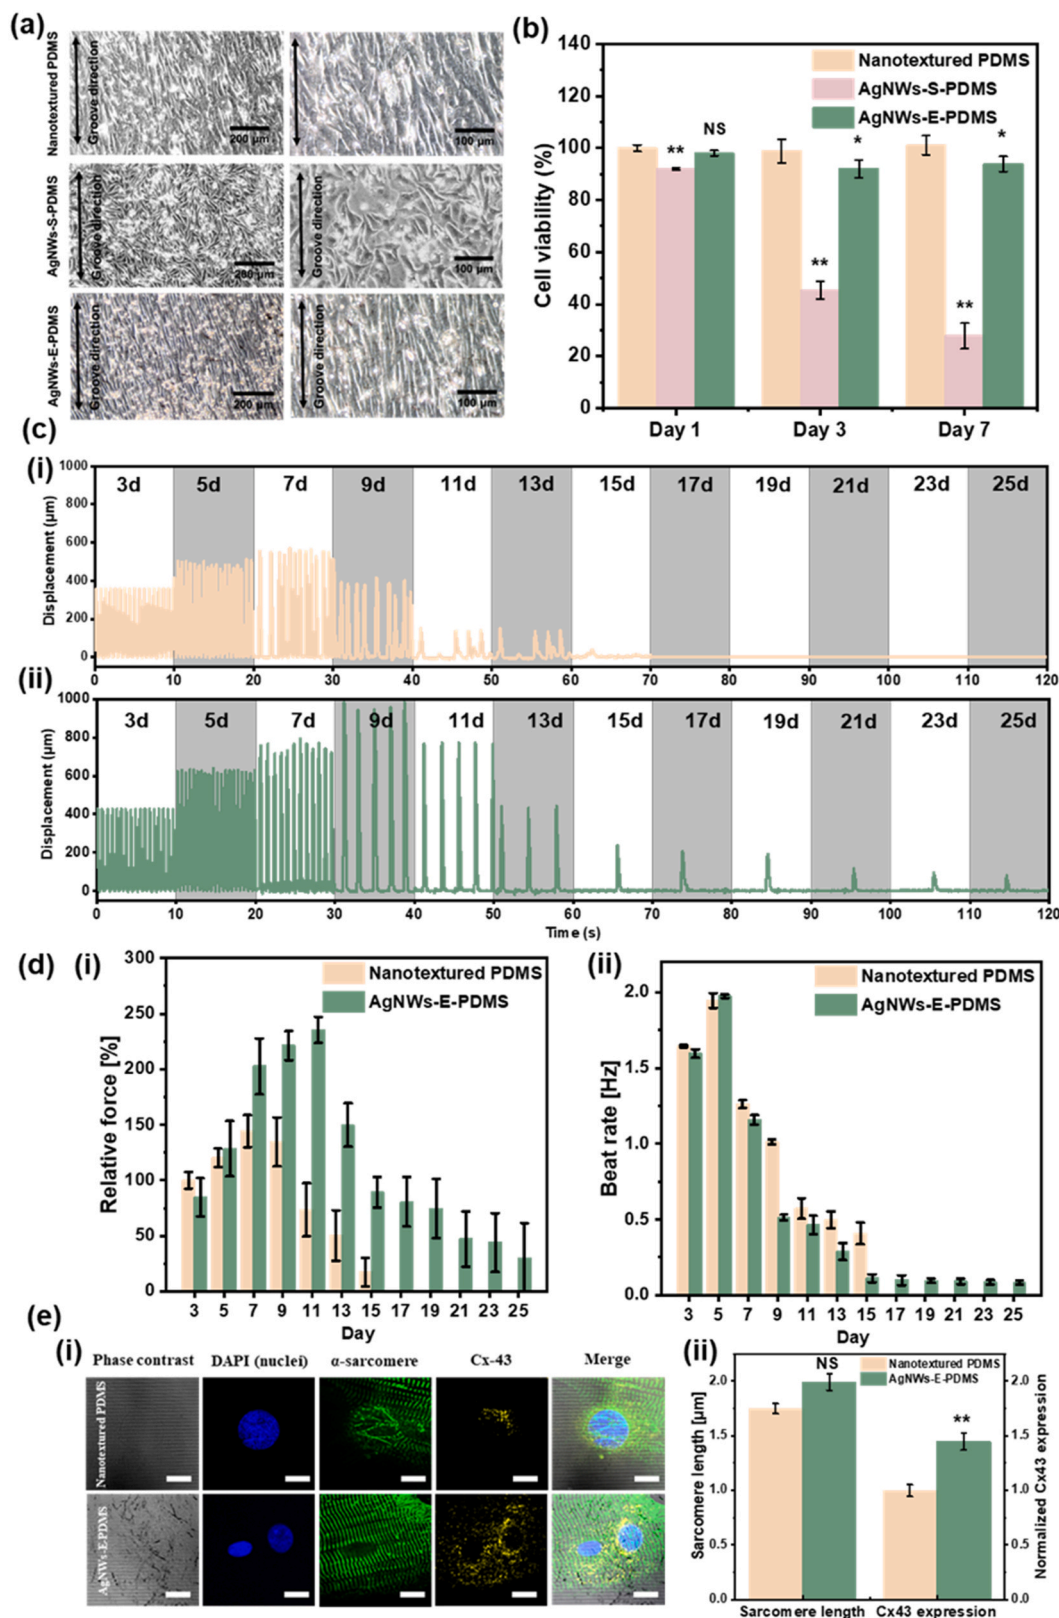 (a)
Nanotextured PDMS
Groove direction
200 µm
Groove direction
100 µm
AgNWs-S-PDMS
Groove direction
200 µm
Groove direction
100 µm
AgNWs-E-PDMS
Groove direction
200 µm
Groove direction
100 µm
(b)
Cell viability (%)
140
120
100
80
60
40
20
0
Nanotextured PDMS
AgNWs-S-PDMS
AgNWs-E-PDMS
** NS
** *
** *
Day 1 Day 3 Day 7
(c)
(i)
Displacement (µm)
1000
800
600
400
200
0
3d 5d 7d 9d 11d 13d 15d 17d 19d 21d 23d 25d
0 10 20 30 40 50 60 70 80 90 100 110 120
(ii)
Displacement (µm)
1000
800
600
400
200
0
3d 5d 7d 9d 11d 13d 15d 17d 19d 21d 23d 25d
0 10 20 30 40 50 60 70 80 90 100 110 120
Time (s)
(d) (i)
Relative force [%]
300
250
200
150
100
50
0
Nanotextured PDMS
AgNWs-E-PDMS
3 5 7 9 11 13 15 17 19 21 23 25
Day
(ii)
Beat rate [Hz]
2.0
1.5
1.0
0.5
0.0
Nanotextured PDMS
AgNWs-E-PDMS
3 5 7 9 11 13 15 17 19 21 23 25
Day
(e)
(i)
Phase contrast DAPI (nuclei) α-sarcomere Cx-43 Merge
Nanotextured PDMS
AgNWs-E-PDMS
(ii)
Sarcomere length [µm]
2.0
1.5
1.0
0.5
0.0
NS
Nanotextured PDMS
AgNWs-E-PDMS
**
2.0
1.5
1.0
0.5
0.0
Normalized Cx43 expression
Sarcomere length Cx43 expression